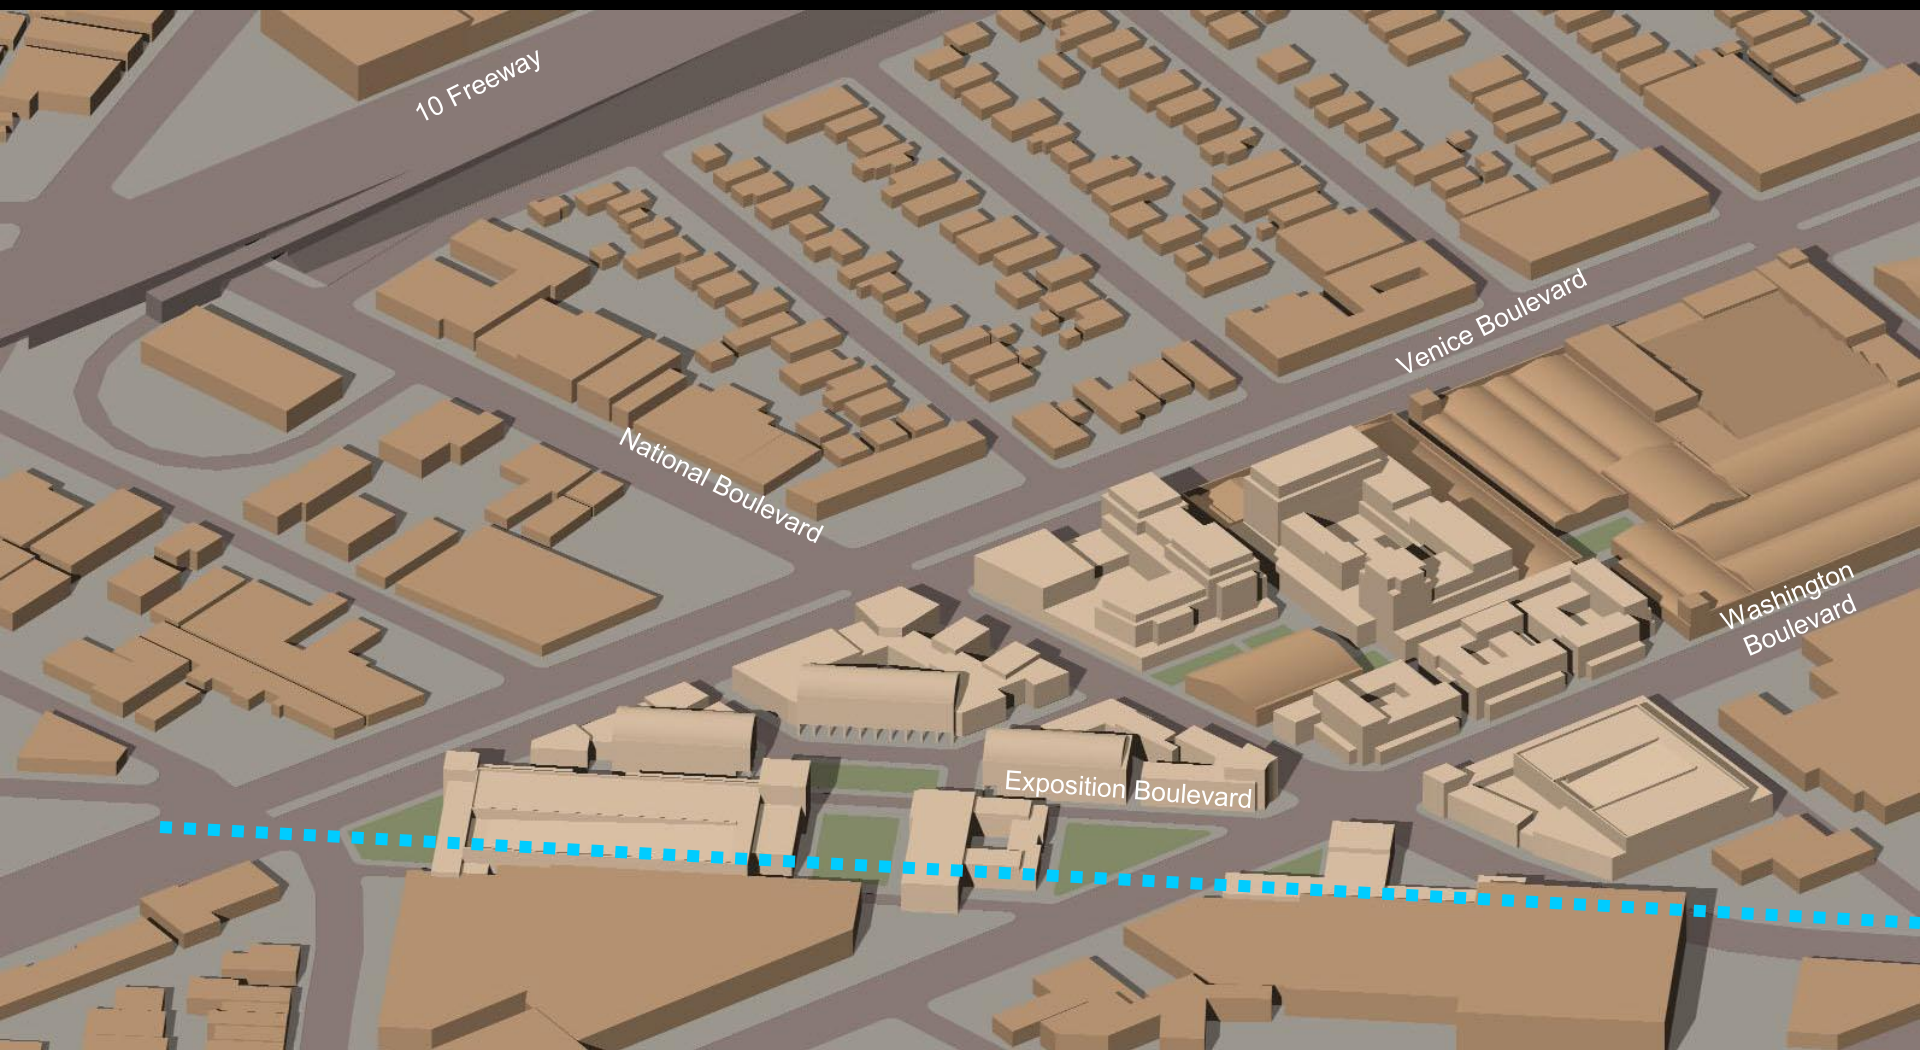 10 Freeway
Venice Boulevard
National Boulevard
Washington
Boulevard
Exposition Boulevard